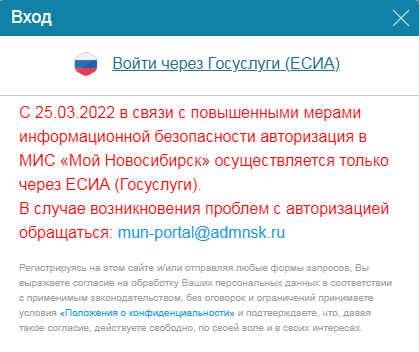 Вход
Войти через Госуслуги (ЕСИА)
С 25.03.2022 в связи с повышенными мерами
информационной безопасности авторизация в
МИС «Мой Новосибирск» осуществляется только
через ЕСИА (Госуслуги).
В случае возникновения проблем с авторизацией
обращаться: mun-portal@admnsk.ru
Регистрируясь на этом сайте и/или отправляя любые формы запросов, Вы
выражаете согласие на обработку Ваших персональных данных в соответствии
с применимым законодательством, без оговорок и ограничений принимаете
условия «Положения о конфиденциальности» и подтверждаете, что, давая
такое согласие, действуете свободно, по своей воле и в своих интересах.